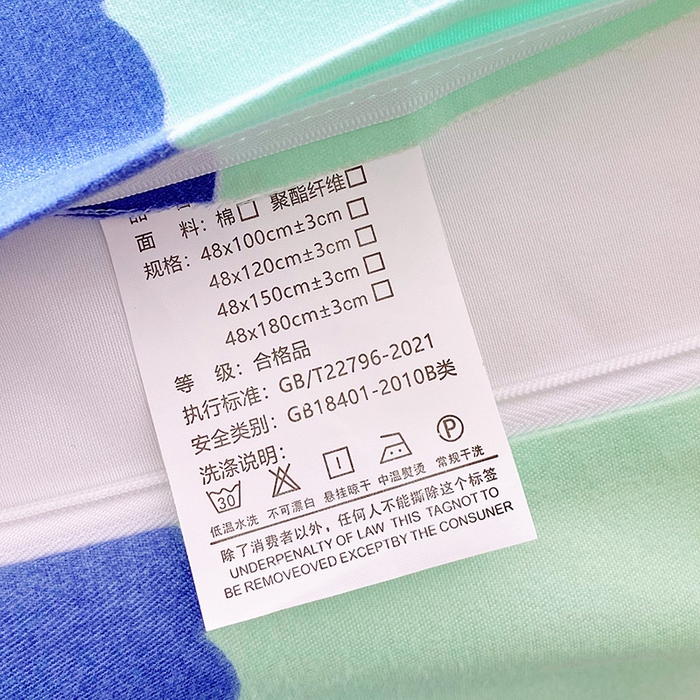 面 料：棉□ 聚酯纤维□
规格：48x100cm±3cm□
48x120cm±3cm□
48x150cm±3cm□
48x180cm±3cm□
等 级：合格品
执行标准：GB/T22796-2021
安全类别：GB18401-2010B类
洗涤说明：
30 P
低温水洗 不可漂白 悬挂晾干 中温熨烫 常规干洗
除了消费者以外，任何人不能撕除这个标签
UNDERPENALTY OF LAW THIS TAGNOT TO
BE REMOVEOVED EXCEPTBY THE CONSUNER